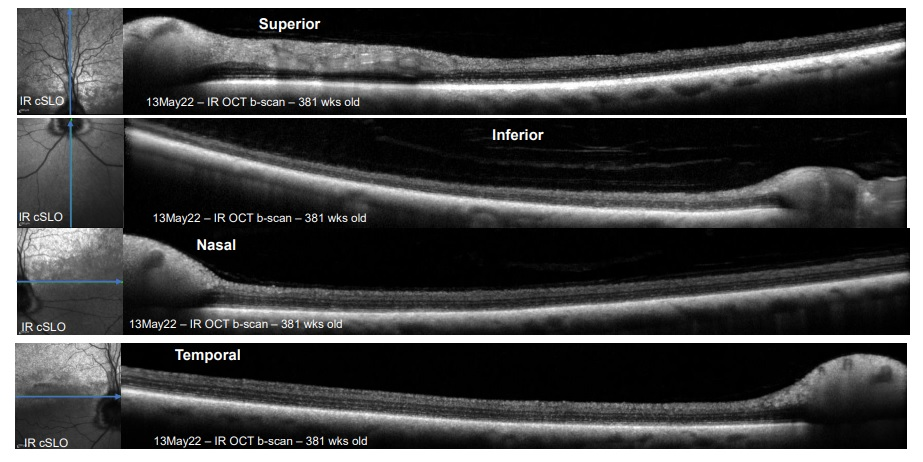 Superior
IR cSLO
13May22 – IR OCT b-scan – 381 wks old
Inferior
IR cSLO
13May22 – IR OCT b-scan – 381 wks old
Nasal
IR cSLO
13May22 – IR OCT b-scan – 381 wks old
Temporal
IR cSLO
13May22 – IR OCT b-scan – 381 wks old